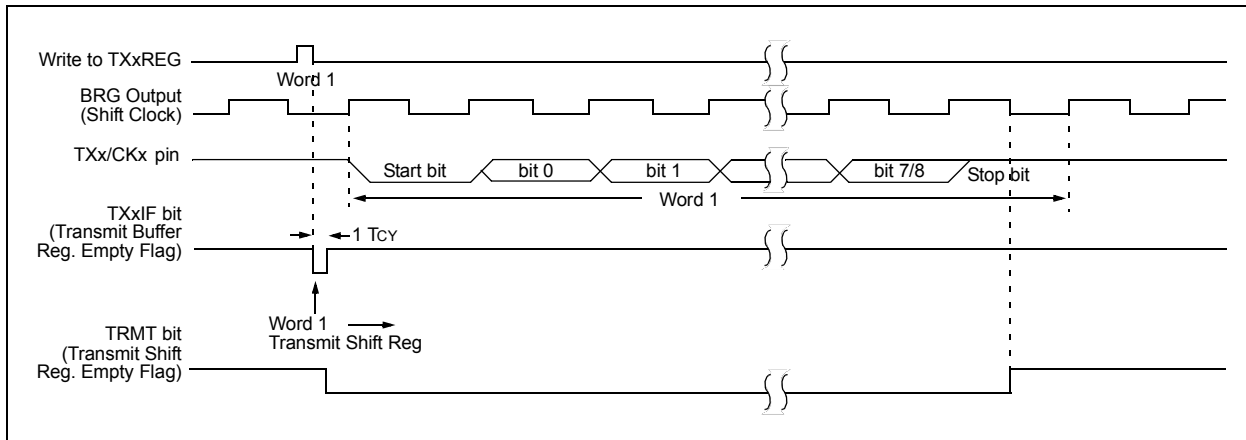 Write to TXxREG
Word 1
BRG Output
(Shift Clock)
TXx/CKx pin
Start bit
bit 0
bit 1
bit 7/8
Stop bit
Word 1
TXxIF bit
(Transmit Buffer
Reg. Empty Flag)
1 TCY
Word 1
Transmit Shift Reg
TRMT bit
(Transmit Shift
Reg. Empty Flag)